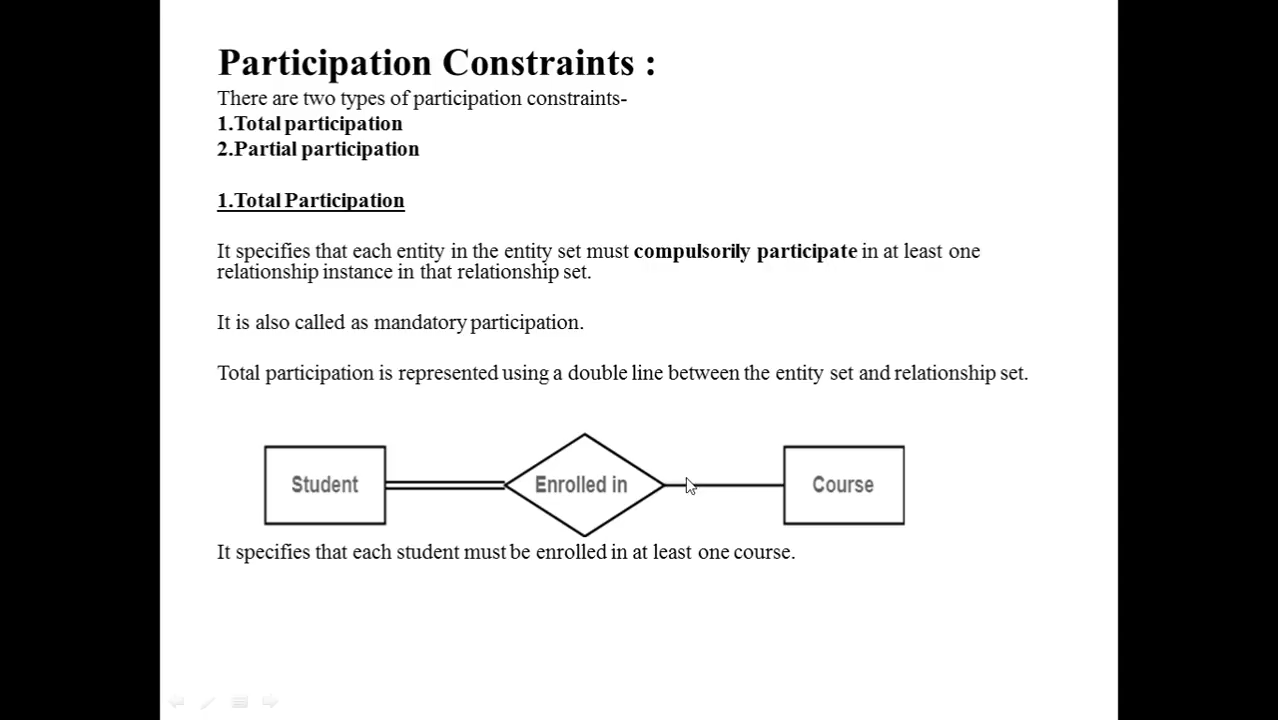 Participation Constraints :
There are two types of participation constraints-
1.Total participation
2.Partial participation
1.Total Participation
It specifies that each entity in the entity set must compulsorily participate in at least one
relationship instance in that relationship set.
It is also called as mandatory participation.
Total participation is represented using a double line between the entity set and relationship set.
Student
Enrolled in
Course
It specifies that each student must be enrolled in at least one course.